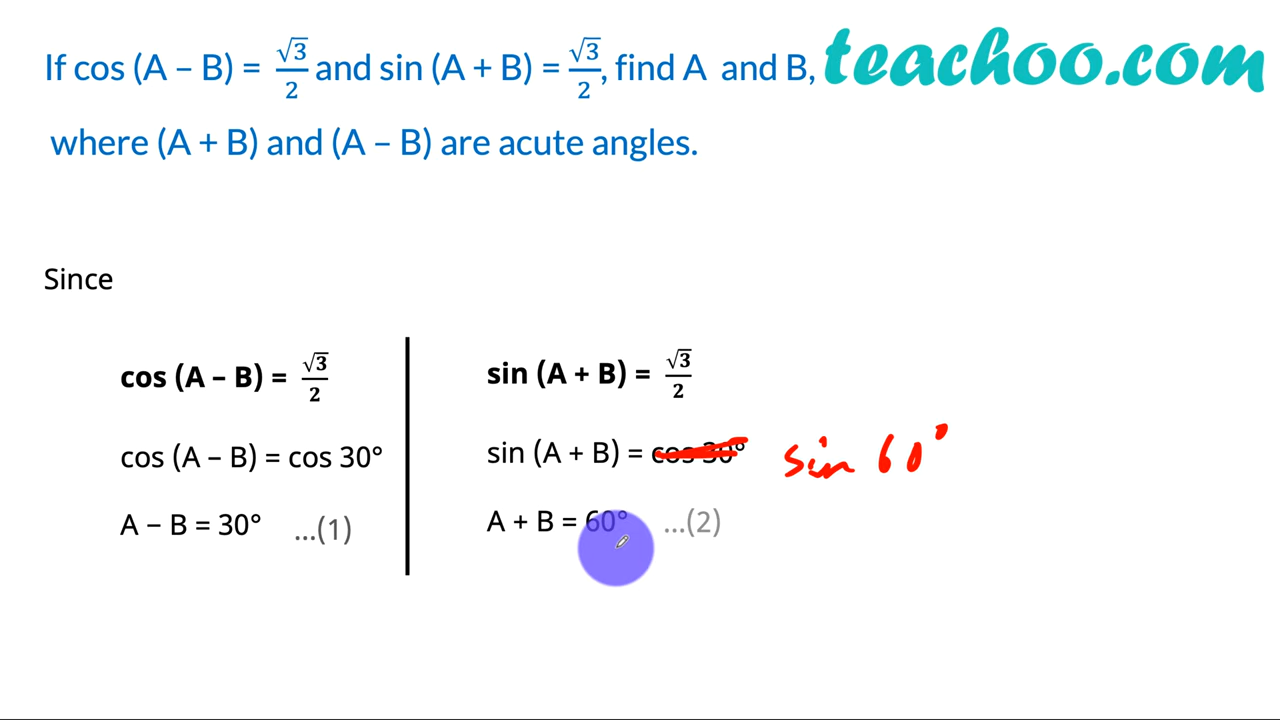 If cos (A – B) = √3/2 and sin (A + B) = √3/2, find A and B,
teachoo.com
where (A + B) and (A – B) are acute angles.
Since
cos (A – B) = √3/2
sin (A + B) = √3/2
cos (A – B) = cos 30°
sin (A + B) = cos 30° sin 60°
A – B = 30° ...(1)
A + B = 60° ...(2)